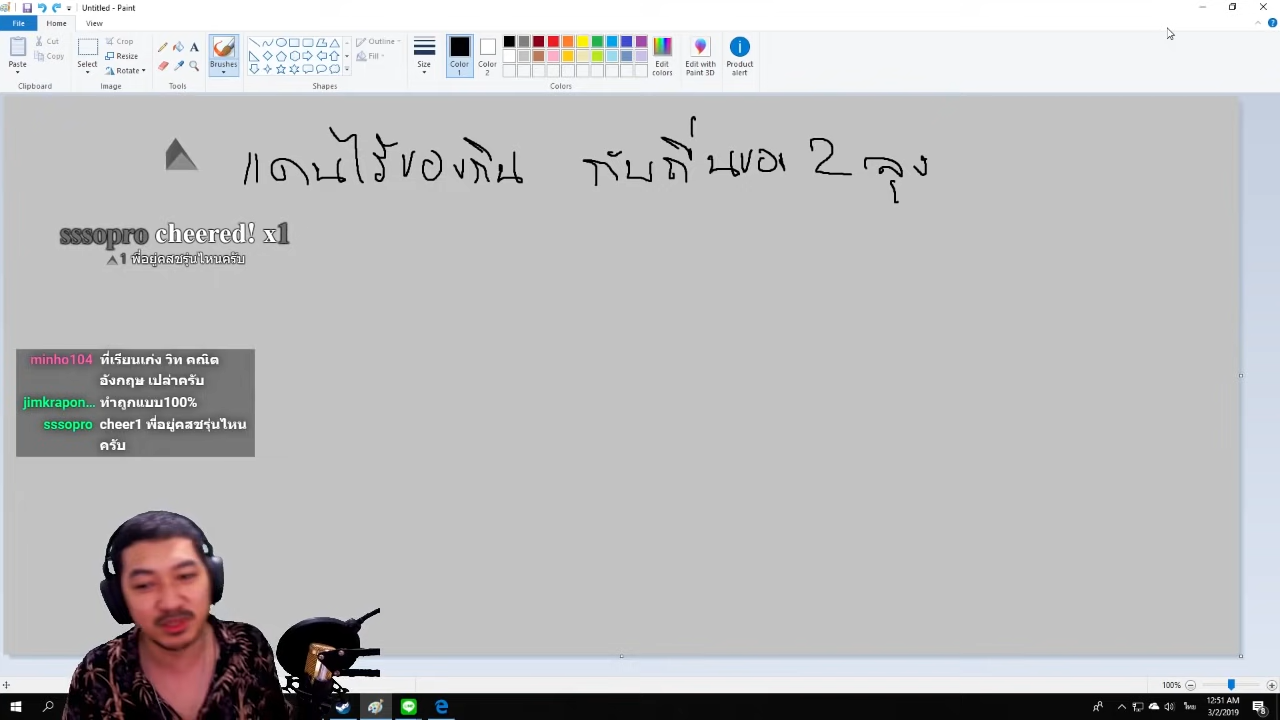 Untitled - Paint
File Home View
Paste Cut Copy Clipboard
Select Crop Resize Rotate Image
Tools
Brushes
Outline Fill Shapes
Size
Color 1 Color 2 Colors
Edit colors
Edit with Paint 3D
Product alert
แดนไร้ของกิน กับถิ่นของ 2 ลุง
sssopro cheered! x1
1 พี่อยู่คสชรุ่นไหนครับ
minho104 ที่เรียนเก่ง วิท คณิต
อังกฤษ เปล่าครับ
jimkrapon... ทำถูกแบบ100%
sssopro cheer1 พี่อยู่คสชรุ่นไหน
ครับ
100%
12:51 AM
3/2/2019
8